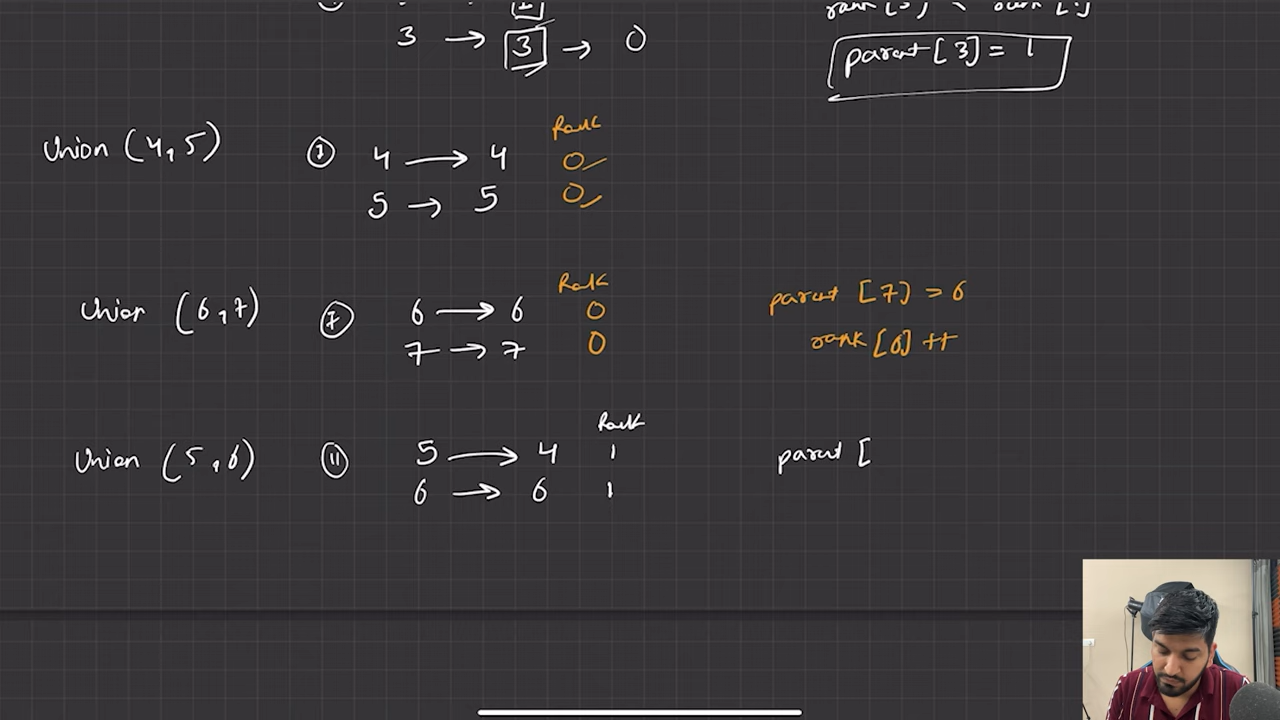 3 → 3 → 0
parent [3] = 1
Union (4,5) ① 4 → 4 Rank 0
5 → 5 0
Union (6,7) ⑦ 6 → 6 Rank 0 parent [7] = 6
7 → 7 0 rank [6] ++
Union (5,6) ⑪ 5 → 4 Rank 1 parent [
6 → 6 1